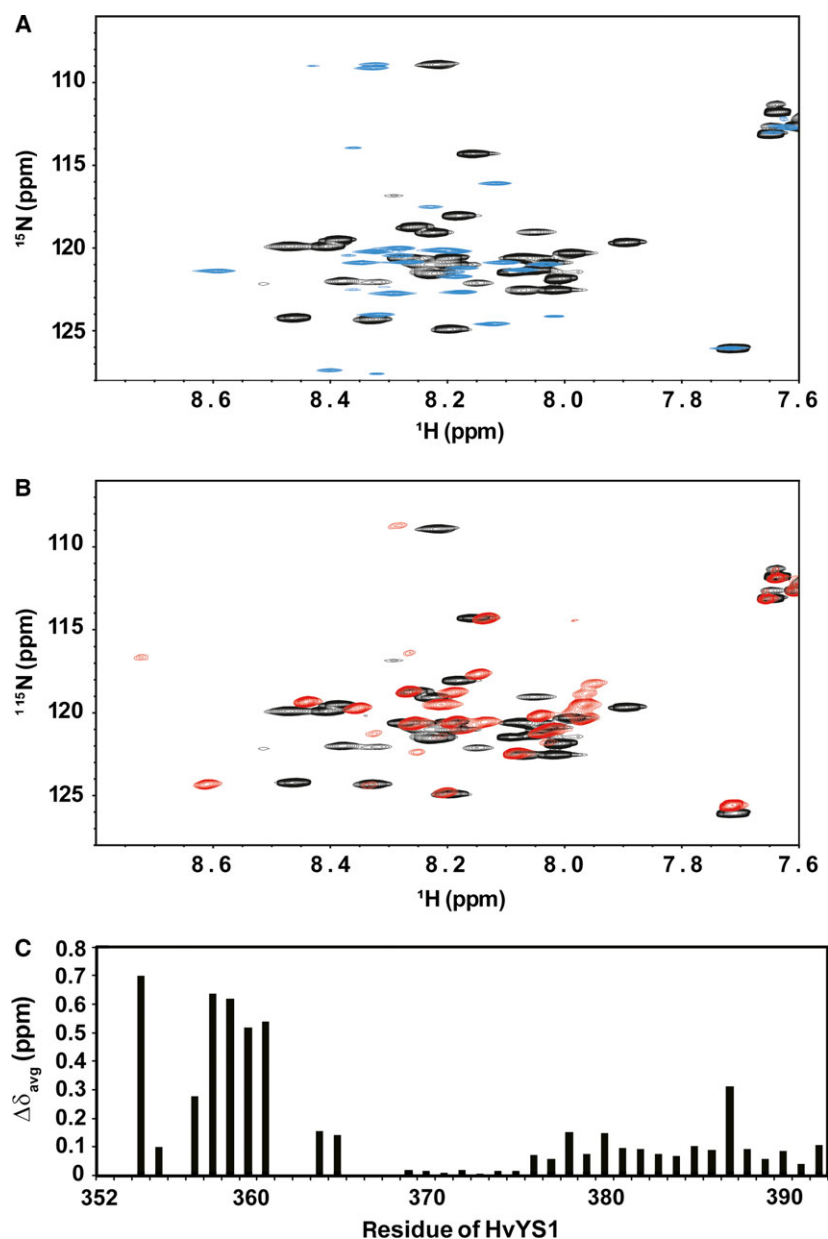 A
110
115
120
125
¹⁵N (ppm)
8.6 8.4 8.2 8.0 7.8 7.6
¹H (ppm)
B
110
115
120
125
¹ ¹⁵N (ppm)
8.6 8.4 8.2 8.0 7.8 7.6
¹H (ppm)
C
0.8
0.7
0.6
0.5
0.4
0.3
0.2
0.1
0
Δδavg (ppm)
352 360 370 380 390
Residue of HvYS1